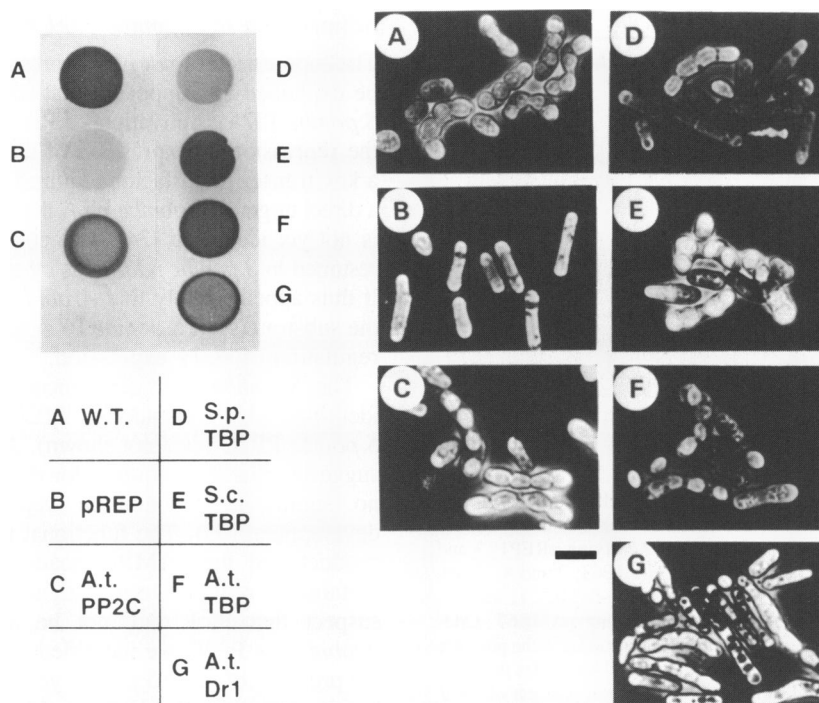 A
B
C
D
E
F
G
A W.T.
B pREP
C A.t.
PP2C
D S.p.
TBP
E S.c.
TBP
F A.t.
TBP
G A.t.
Dr1
A
B
C
D
E
F
G